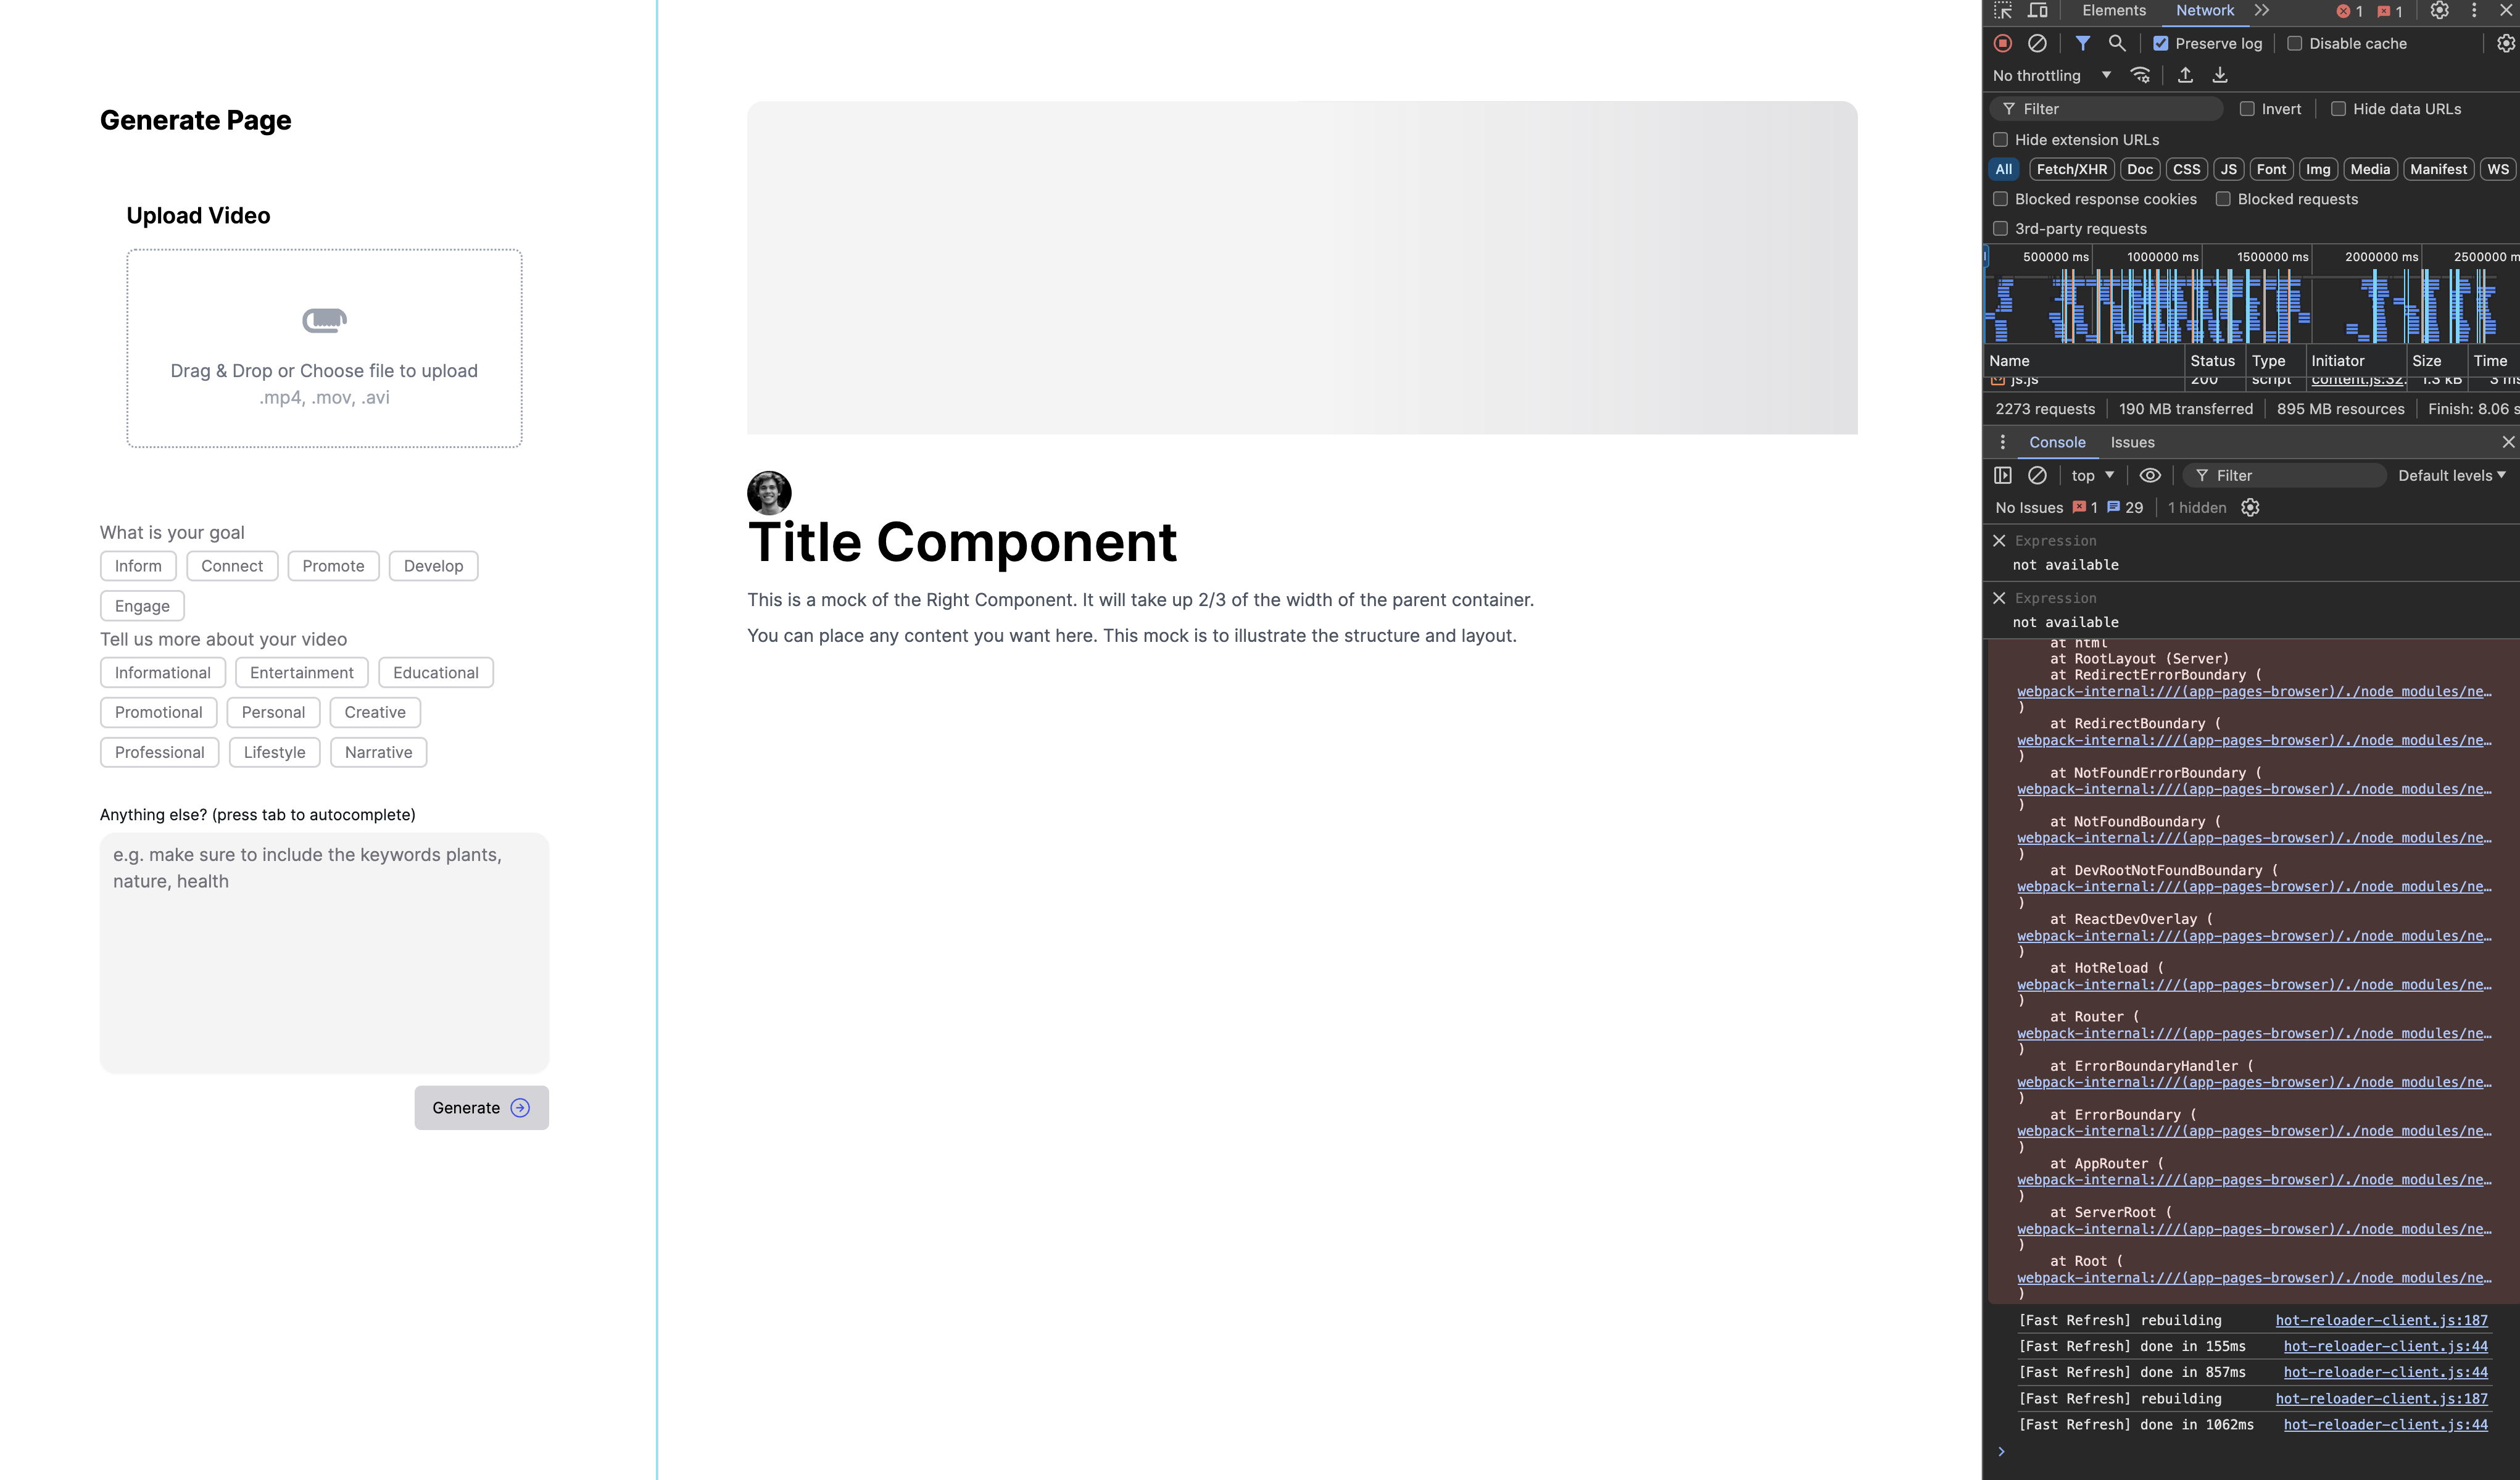 Generate Page
Upload Video
Drag & Drop or Choose file to upload
.mp4, .mov, .avi
What is your goal
Inform Connect Promote Develop
Engage
Tell us more about your video
Informational Entertainment Educational
Promotional Personal Creative
Professional Lifestyle Narrative
Anything else? (press tab to autocomplete)
e.g. make sure to include the keywords plants,
nature, health
Generate
Title Component
This is a mock of the Right Component. It will take up 2/3 of the width of the parent container.
You can place any content you want here. This mock is to illustrate the structure and layout.
Elements Network 1 1
Preserve log Disable cache
No throttling
Filter Invert Hide data URLs
Hide extension URLs
All Fetch/XHR Doc CSS JS Font Img Media Manifest WS
Blocked response cookies Blocked requests
3rd-party requests
500000 ms 1000000 ms 1500000 ms 2000000 ms 2500000 m
Name Status Type Initiator Size Time
js.js 200 script content.js:32. 1.3 kB 3 ms
2273 requests 190 MB transferred 895 MB resources Finish: 8.06 s
Console Issues
top Filter Default levels
No Issues 1 29 1 hidden
Expression
not available
Expression
not available
at html
at RootLayout (Server)
at RedirectErrorBoundary (
webpack-internal:///(app-pages-browser)/./node_modules/ne…
)
at RedirectBoundary (
webpack-internal:///(app-pages-browser)/./node_modules/ne…
)
at NotFoundErrorBoundary (
webpack-internal:///(app-pages-browser)/./node_modules/ne…
)
at NotFoundBoundary (
webpack-internal:///(app-pages-browser)/./node_modules/ne…
)
at DevRootNotFoundBoundary (
webpack-internal:///(app-pages-browser)/./node_modules/ne…
)
at ReactDevOverlay (
webpack-internal:///(app-pages-browser)/./node_modules/ne…
)
at HotReload (
webpack-internal:///(app-pages-browser)/./node_modules/ne…
)
at Router (
webpack-internal:///(app-pages-browser)/./node_modules/ne…
)
at ErrorBoundaryHandler (
webpack-internal:///(app-pages-browser)/./node_modules/ne…
)
at ErrorBoundary (
webpack-internal:///(app-pages-browser)/./node_modules/ne…
)
at AppRouter (
webpack-internal:///(app-pages-browser)/./node_modules/ne…
)
at ServerRoot (
webpack-internal:///(app-pages-browser)/./node_modules/ne…
)
at Root (
webpack-internal:///(app-pages-browser)/./node_modules/ne…
)
[Fast Refresh] rebuilding hot-reloader-client.js:187
[Fast Refresh] done in 155ms hot-reloader-client.js:44
[Fast Refresh] done in 857ms hot-reloader-client.js:44
[Fast Refresh] rebuilding hot-reloader-client.js:187
[Fast Refresh] done in 1062ms hot-reloader-client.js:44